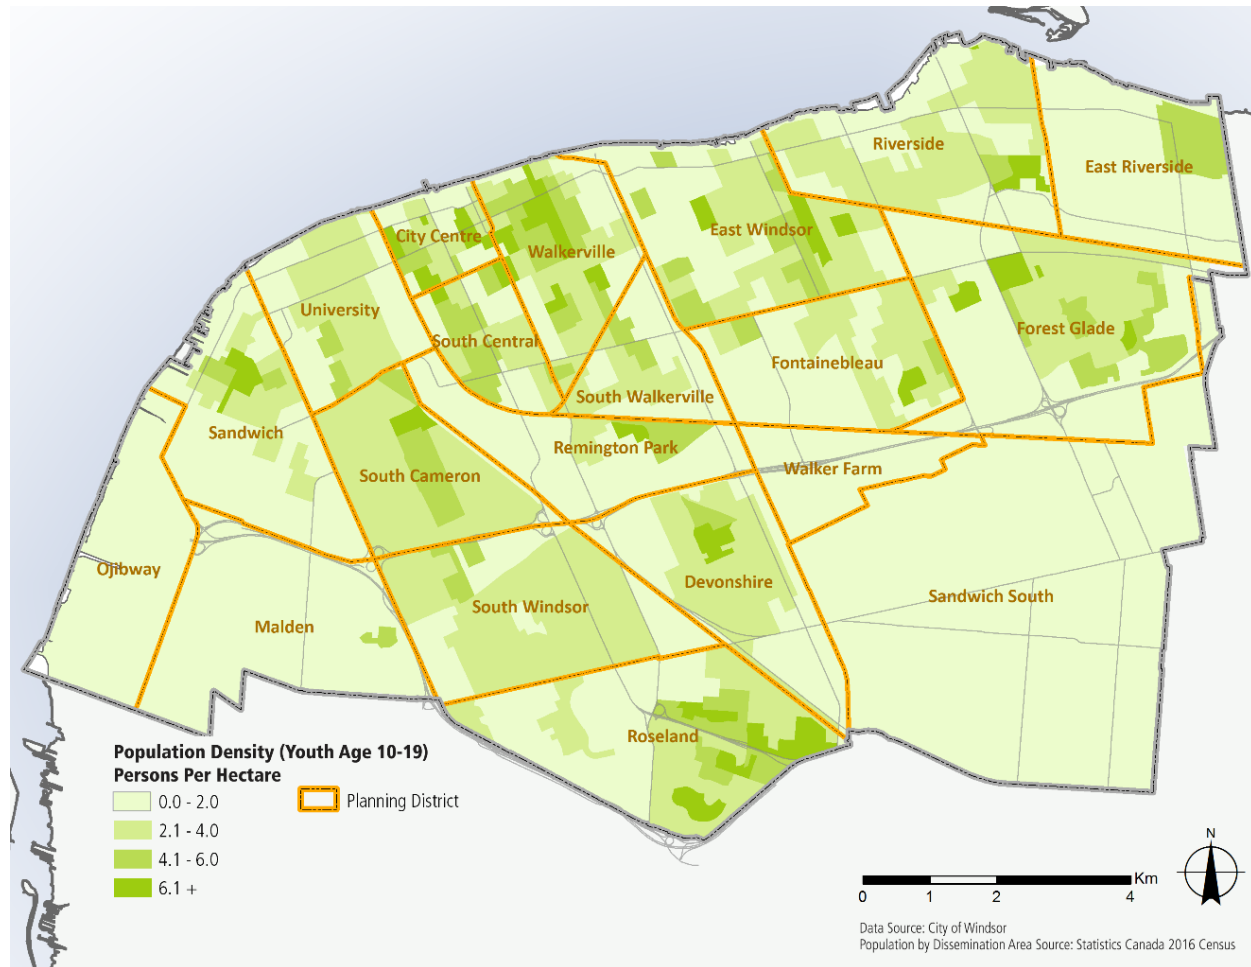 Riverside
East Riverside
City Centre
East Windsor
Walkerville
University
South Central
Forest Glade
Fontainebleau
South Walkerville
Sandwich
Remington Park
South Cameron
Walker Farm
Ojibway
Devonshire
South Windsor
Sandwich South
Malden
Roseland
Population Density (Youth Age 10-19)
Persons Per Hectare
0.0 - 2.0
Planning District
2.1 - 4.0
4.1 - 6.0
6.1 +
N
Km
0 1 2 4
Data Source: City of Windsor
Population by Dissemination Area Source: Statistics Canada 2016 Census